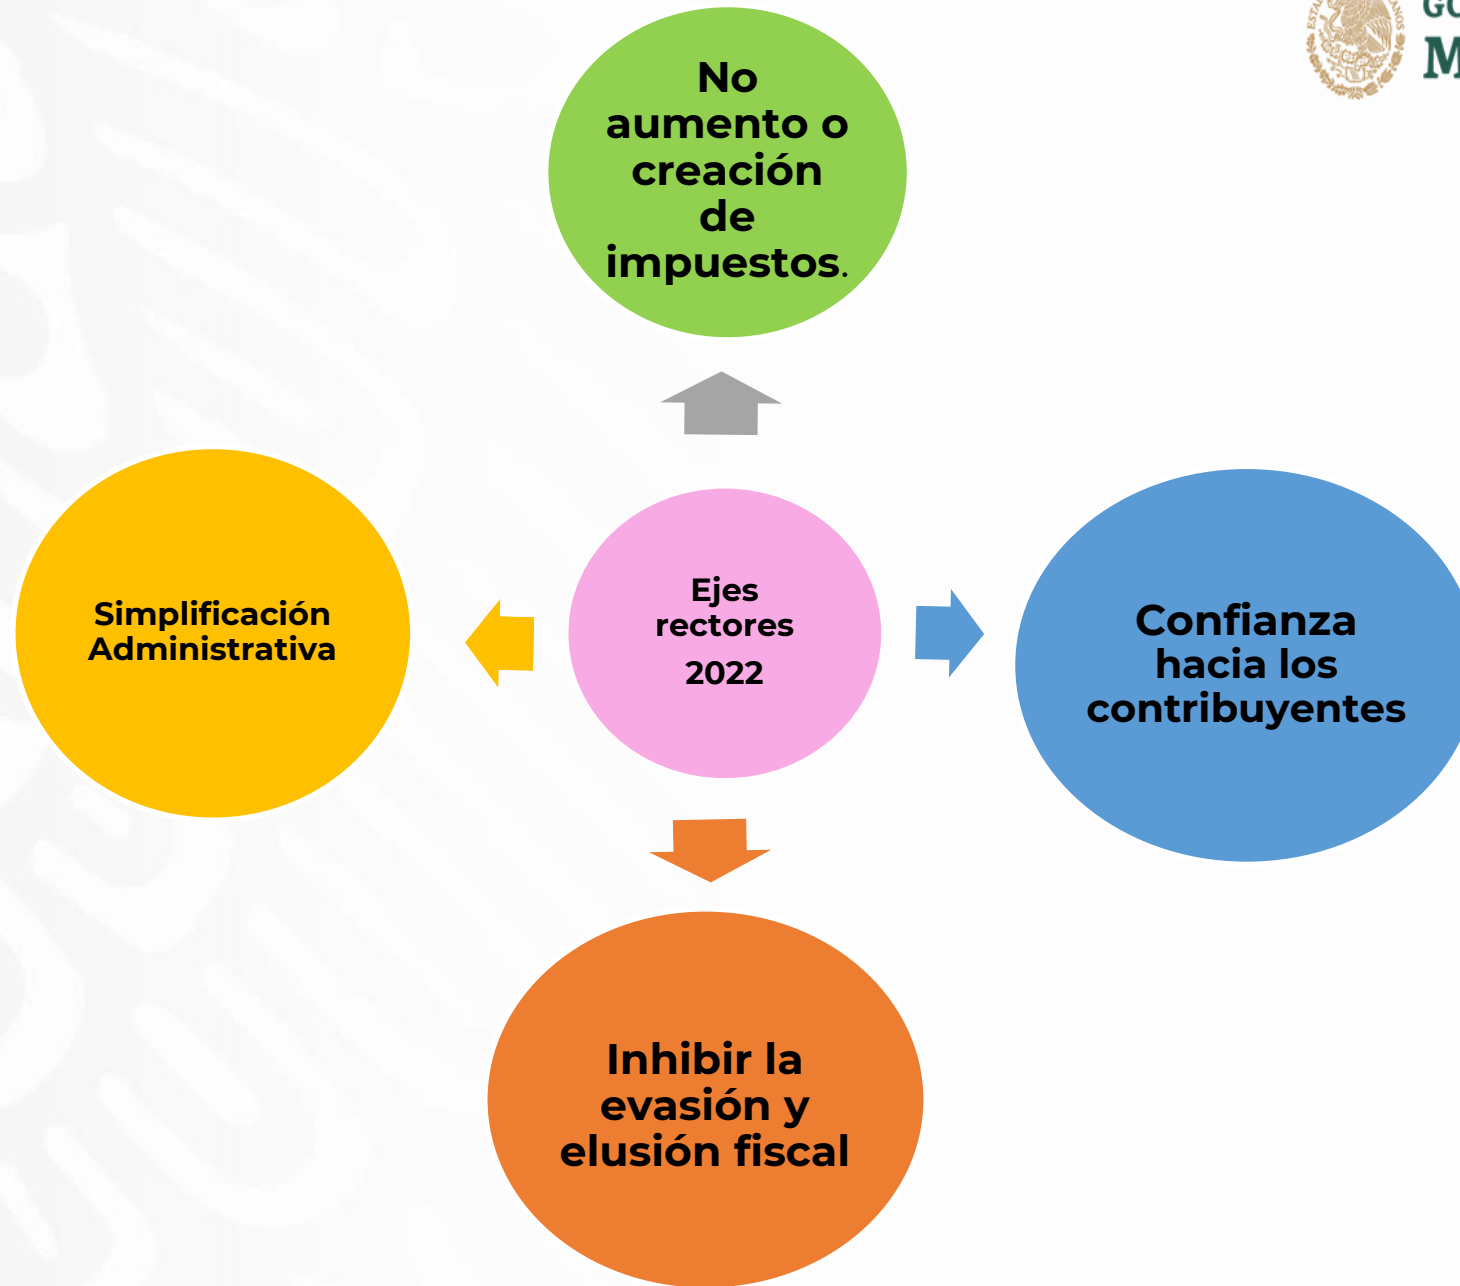 No
aumento o
creación
de
impuestos.
Simplificación
Administrativa
Ejes
rectores
2022
Confianza
hacia los
contribuyentes
Inhibir la
evasión y
elusión fiscal